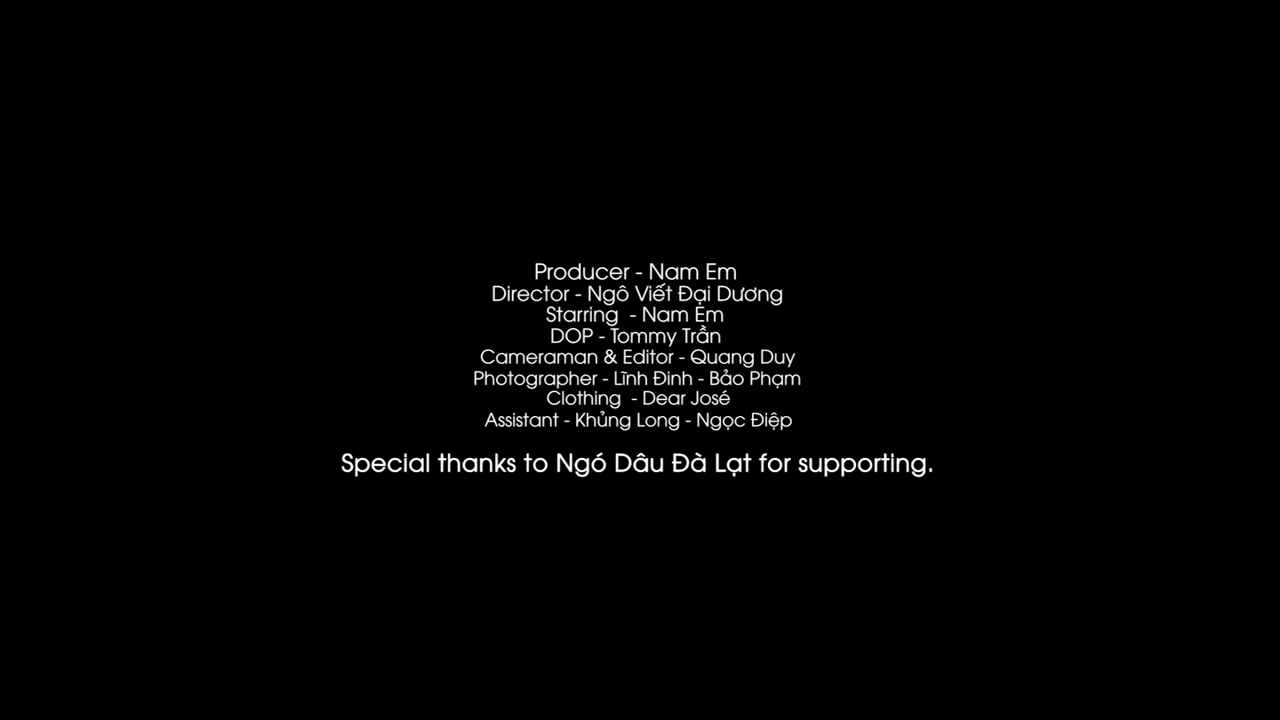 Producer - Nam Em
Director - Ngô Viết Đại Dương
Starring  - Nam Em
DOP - Tommy Trần
Cameraman & Editor - Quang Duy
Photographer - Lĩnh Đinh - Bảo Phạm
Clothing  - Dear José
Assistant - Khủng Long - Ngọc Điệp
Special thanks to Ngó Dâu Đà Lạt for supporting.